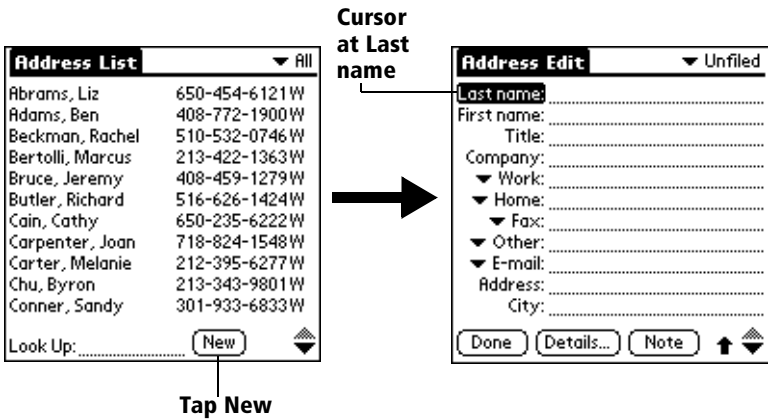 Cursor
at Last
name
Address List ▼ All
Abrams, Liz 650-454-6121W
Adams, Ben 408-772-1900W
Beckman, Rachel 510-532-0746W
Bertolli, Marcus 213-422-1363W
Bruce, Jeremy 408-459-1279W
Butler, Richard 516-626-1424W
Cain, Cathy 650-235-6222W
Carpenter, Joan 718-824-1548W
Carter, Melanie 212-395-6277W
Chu, Byron 213-343-9801W
Conner, Sandy 301-933-6833W
Look Up: New
Tap New
Address Edit ▼ Unfiled
Last name:
First name:
Title:
Company:
▼ Work:
▼ Home:
▼ Fax:
▼ Other:
▼ E-mail:
Address:
City:
Done Details... Note